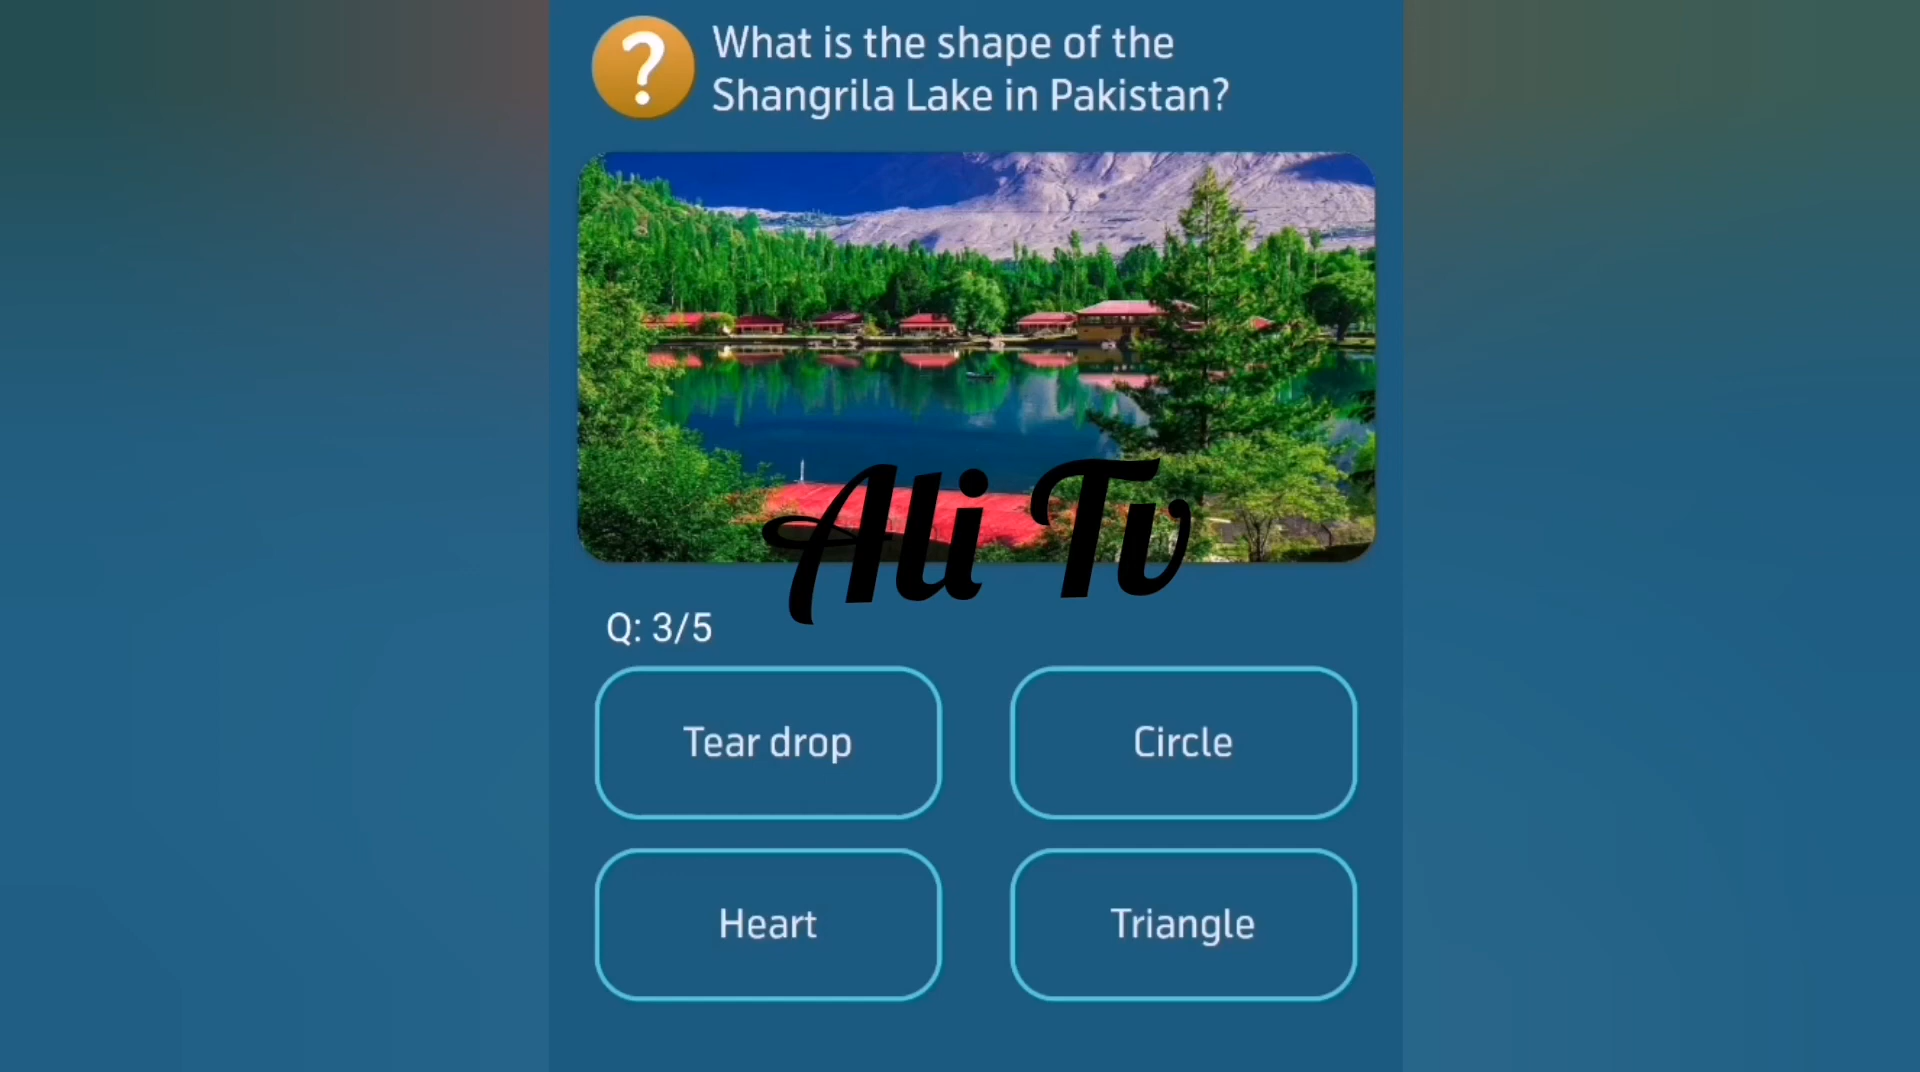 ?
What is the shape of the
Shangrila Lake in Pakistan?
Ali Tv
Q: 3/5
Tear drop
Circle
Heart
Triangle